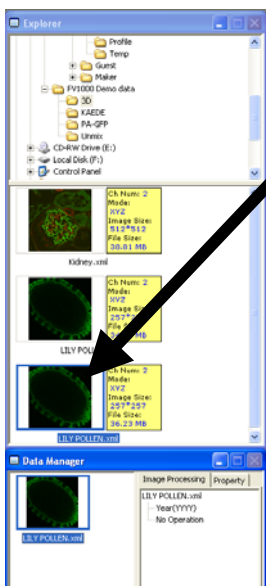 Explorer
Profile
Temp
Guest
Maker
FV1000 Demo data
3D
KAEDE
PA-GFP
Unmix
CD-RW Drive (E:)
Local Disk (F:)
Control Panel
Ch Num: 2
Mode:
XYZ
Image Size:
512*512
File Size:
30.01 MB
Kidney.xml
Ch Num: 2
Mode:
XYZ
Image Size:
257*
File
LILY POL
Ch Num: 2
Mode:
XYZ
Image Size:
257*257
File Size:
36.23 MB
LILY POLLEN.xml
Data Manager
Image Processing Property
LILY POLLEN.xml
Year(YYYY)
No Operation
LILY POLLEN.xml